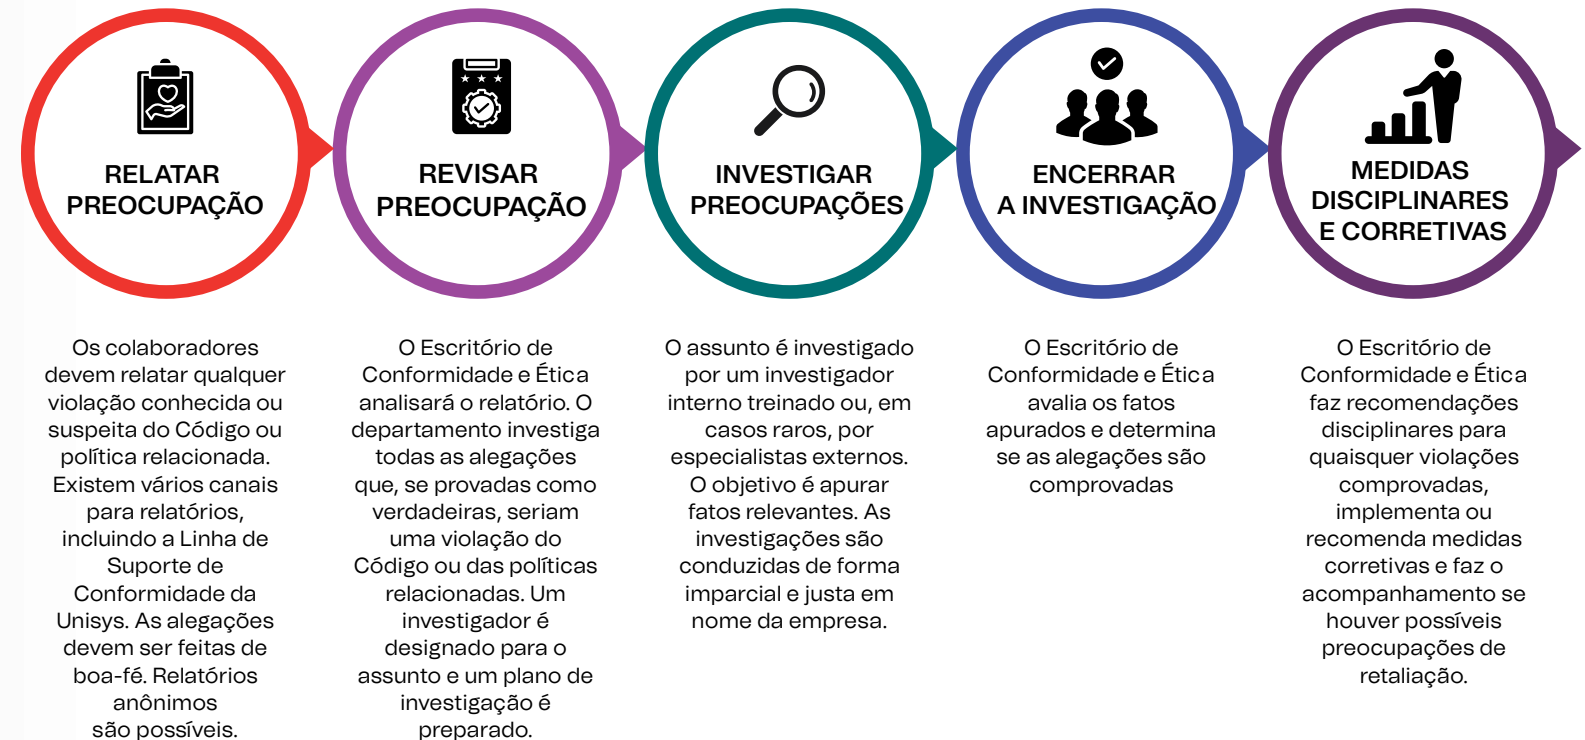 RELATAR
PREOCUPAÇÃO
Os colaboradores
devem relatar qualquer
violação conhecida ou
suspeita do Código ou
política relacionada.
Existem vários canais
para relatórios,
incluindo a Linha de
Suporte de
Conformidade da
Unisys. As alegações
devem ser feitas de
boa-fé. Relatórios
anônimos
são possíveis.
REVISAR
PREOCUPAÇÃO
O Escritório de
Conformidade e Ética
analisará o relatório. O
departamento investiga
todas as alegações
que, se provadas como
verdadeiras, seriam
uma violação do
Código ou das políticas
relacionadas. Um
investigador é
designado para o
assunto e um plano de
investigação é
preparado.
INVESTIGAR
PREOCUPAÇÕES
O assunto é investigado
por um investigador
interno treinado ou, em
casos raros, por
especialistas externos.
O objetivo é apurar
fatos relevantes. As
investigações são
conduzidas de forma
imparcial e justa em
nome da empresa.
ENCERRAR
A INVESTIGAÇÃO
O Escritório de
Conformidade e Ética
avalia os fatos
apurados e determina
se as alegações são
comprovadas
MEDIDAS
DISCIPLINARES
E CORRETIVAS
O Escritório de
Conformidade e Ética
faz recomendações
disciplinares para
quaisquer violações
comprovadas,
implementa ou
recomenda medidas
corretivas e faz o
acompanhamento se
houver possíveis
preocupações de
retaliação.